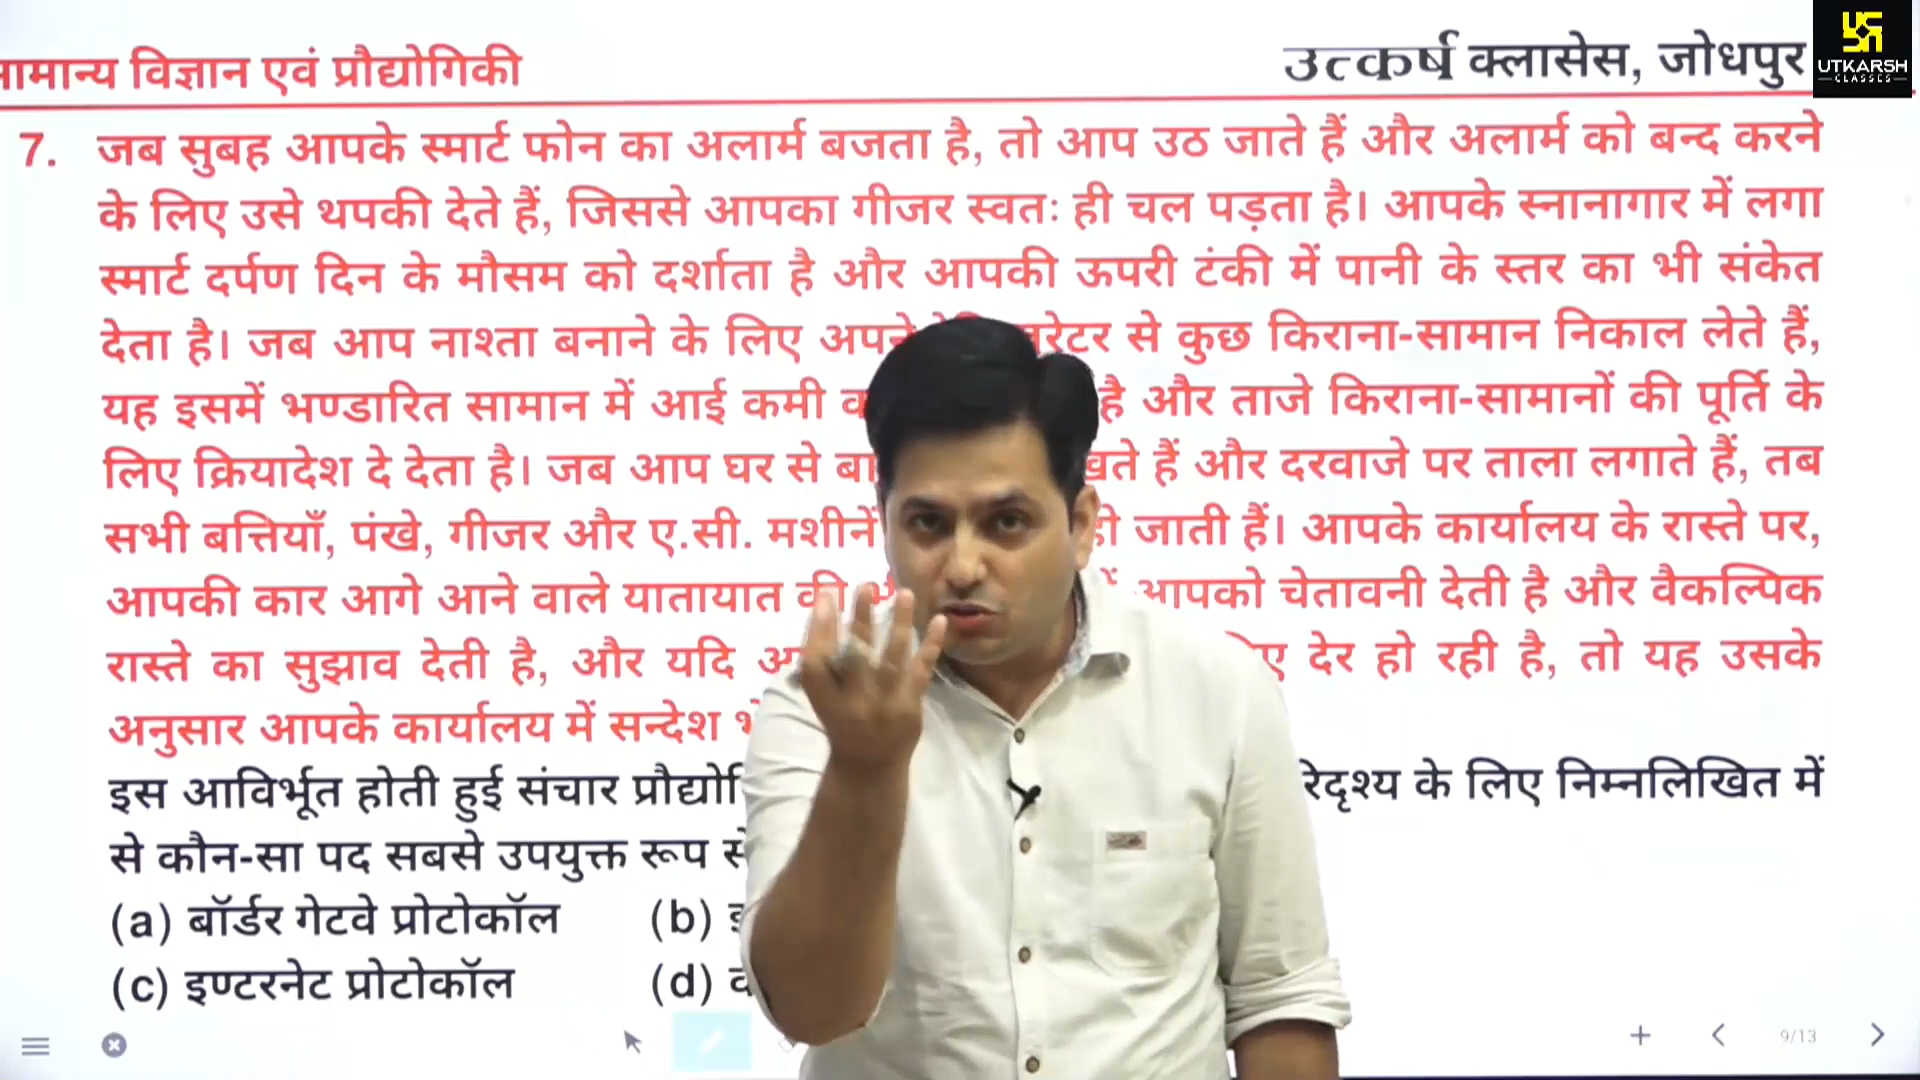 सामान्य विज्ञान एवं प्रौद्योगिकी
उत्कर्ष क्लासेस, जोधपुर
UTKARSH
CLASSES
7. जब सुबह आपके स्मार्ट फोन का अलार्म बजता है, तो आप उठ जाते हैं और अलार्म को बन्द करने
के लिए उसे थपकी देते हैं, जिससे आपका गीजर स्वतः ही चल पड़ता है। आपके स्नानागार में लगा
स्मार्ट दर्पण दिन के मौसम को दर्शाता है और आपकी ऊपरी टंकी में पानी के स्तर का भी संकेत
देता है। जब आप नाश्ता बनाने के लिए अपने से कुछ किराना-सामान निकाल लेते हैं,
यह इसमें भण्डारित सामान में आई कमी है और ताजे किराना-सामानों की पूर्ति के
लिए क्रियादेश दे देता है। जब आप घर से हैं और दरवाजे पर ताला लगाते हैं, तब
सभी बत्तियाँ, पंखे, गीजर और ए.सी. मशीनें जाती हैं। आपके कार्यालय के रास्ते पर,
आपकी कार आगे आने वाले यातायात की आपको चेतावनी देती है और वैकल्पिक
रास्ते का सुझाव देती है, और यदि देर हो रही है, तो यह उसके
अनुसार आपके कार्यालय में सन्देश
इस आविर्भूत होती हुई संचार के लिए निम्नलिखित में
से कौन-सा पद सबसे उपयुक्त रूप
(a) बॉर्डर गेटवे प्रोटोकॉल (b)
(c) इण्टरनेट प्रोटोकॉल (d)
9/13